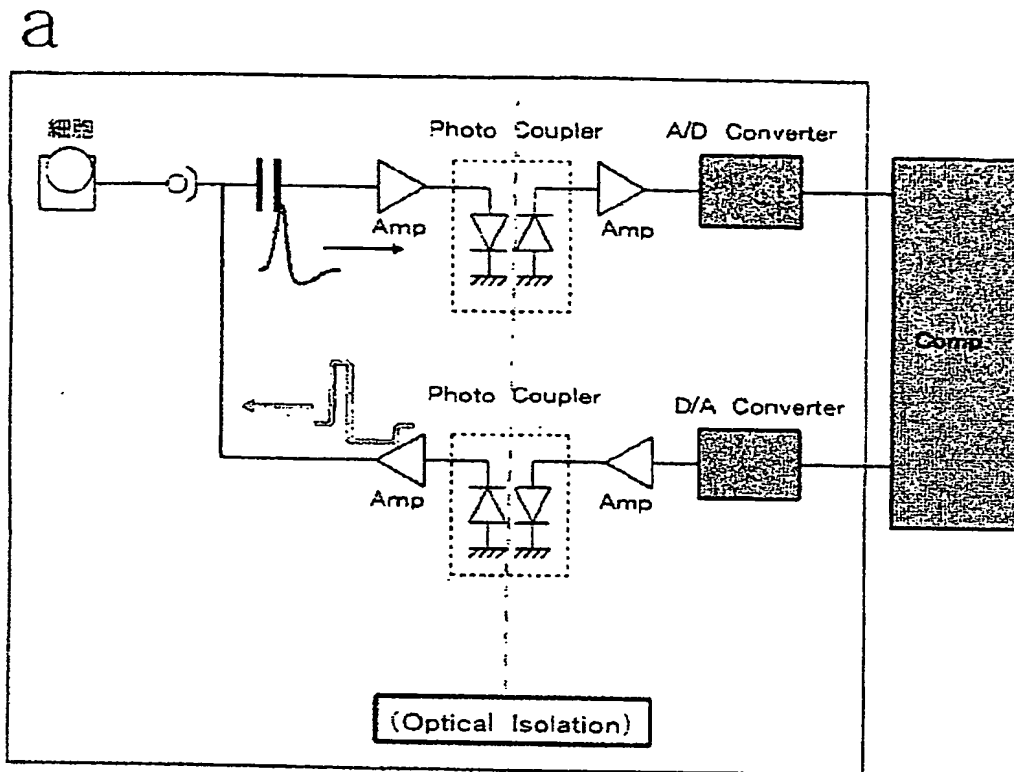 a
細胞
Photo Coupler
A/D Converter
Amp
Amp
Comp
Photo Coupler
D/A Converter
Amp
Amp
(Optical Isolation)